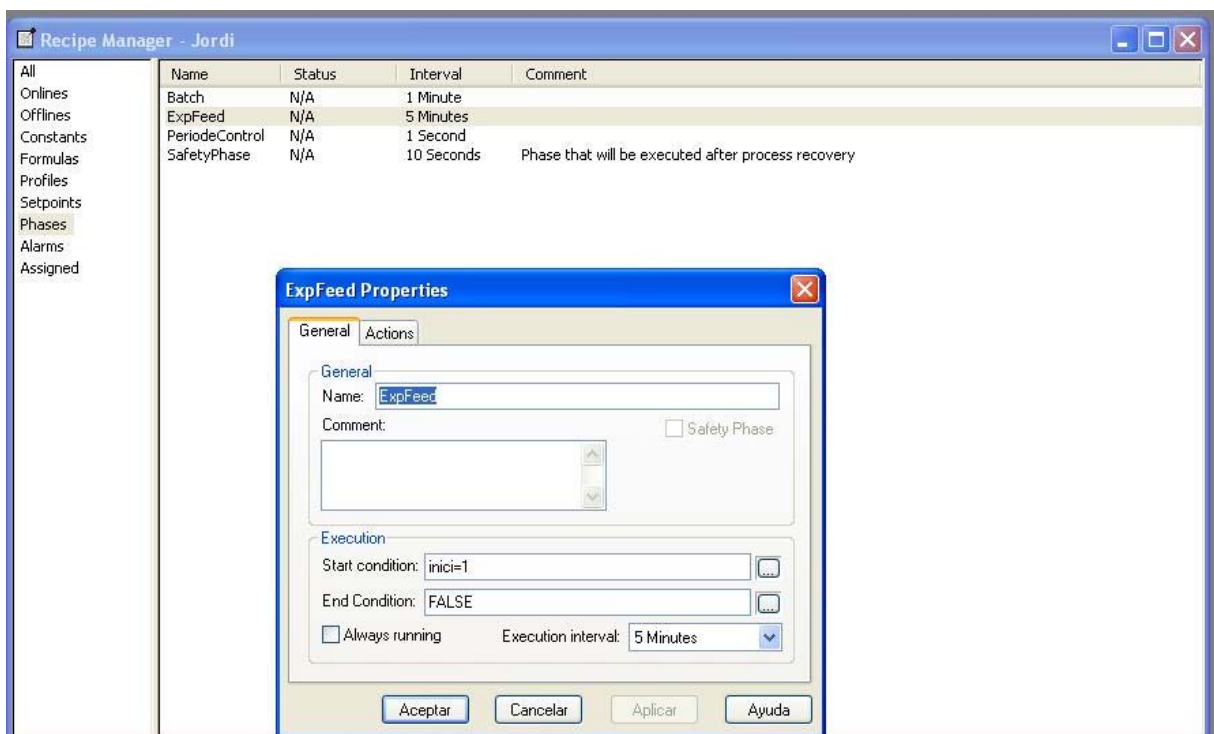 Recipe Manager - Jordi
All
Onlines
Offlines
Constants
Formulas
Profiles
Setpoints
Phases
Alarms
Assigned
Name Status Interval Comment
Batch N/A 1 Minute
ExpFeed N/A 5 Minutes
PeriodeControl N/A 1 Second
SafetyPhase N/A 10 Seconds Phase that will be executed after process recovery
ExpFeed Properties
General Actions
General
Name: ExpFeed
Comment: Safety Phase
Execution
Start condition: inici=1 ...
End Condition: FALSE ...
Always running Execution interval: 5 Minutes
Aceptar Cancelar Aplicar Ayuda